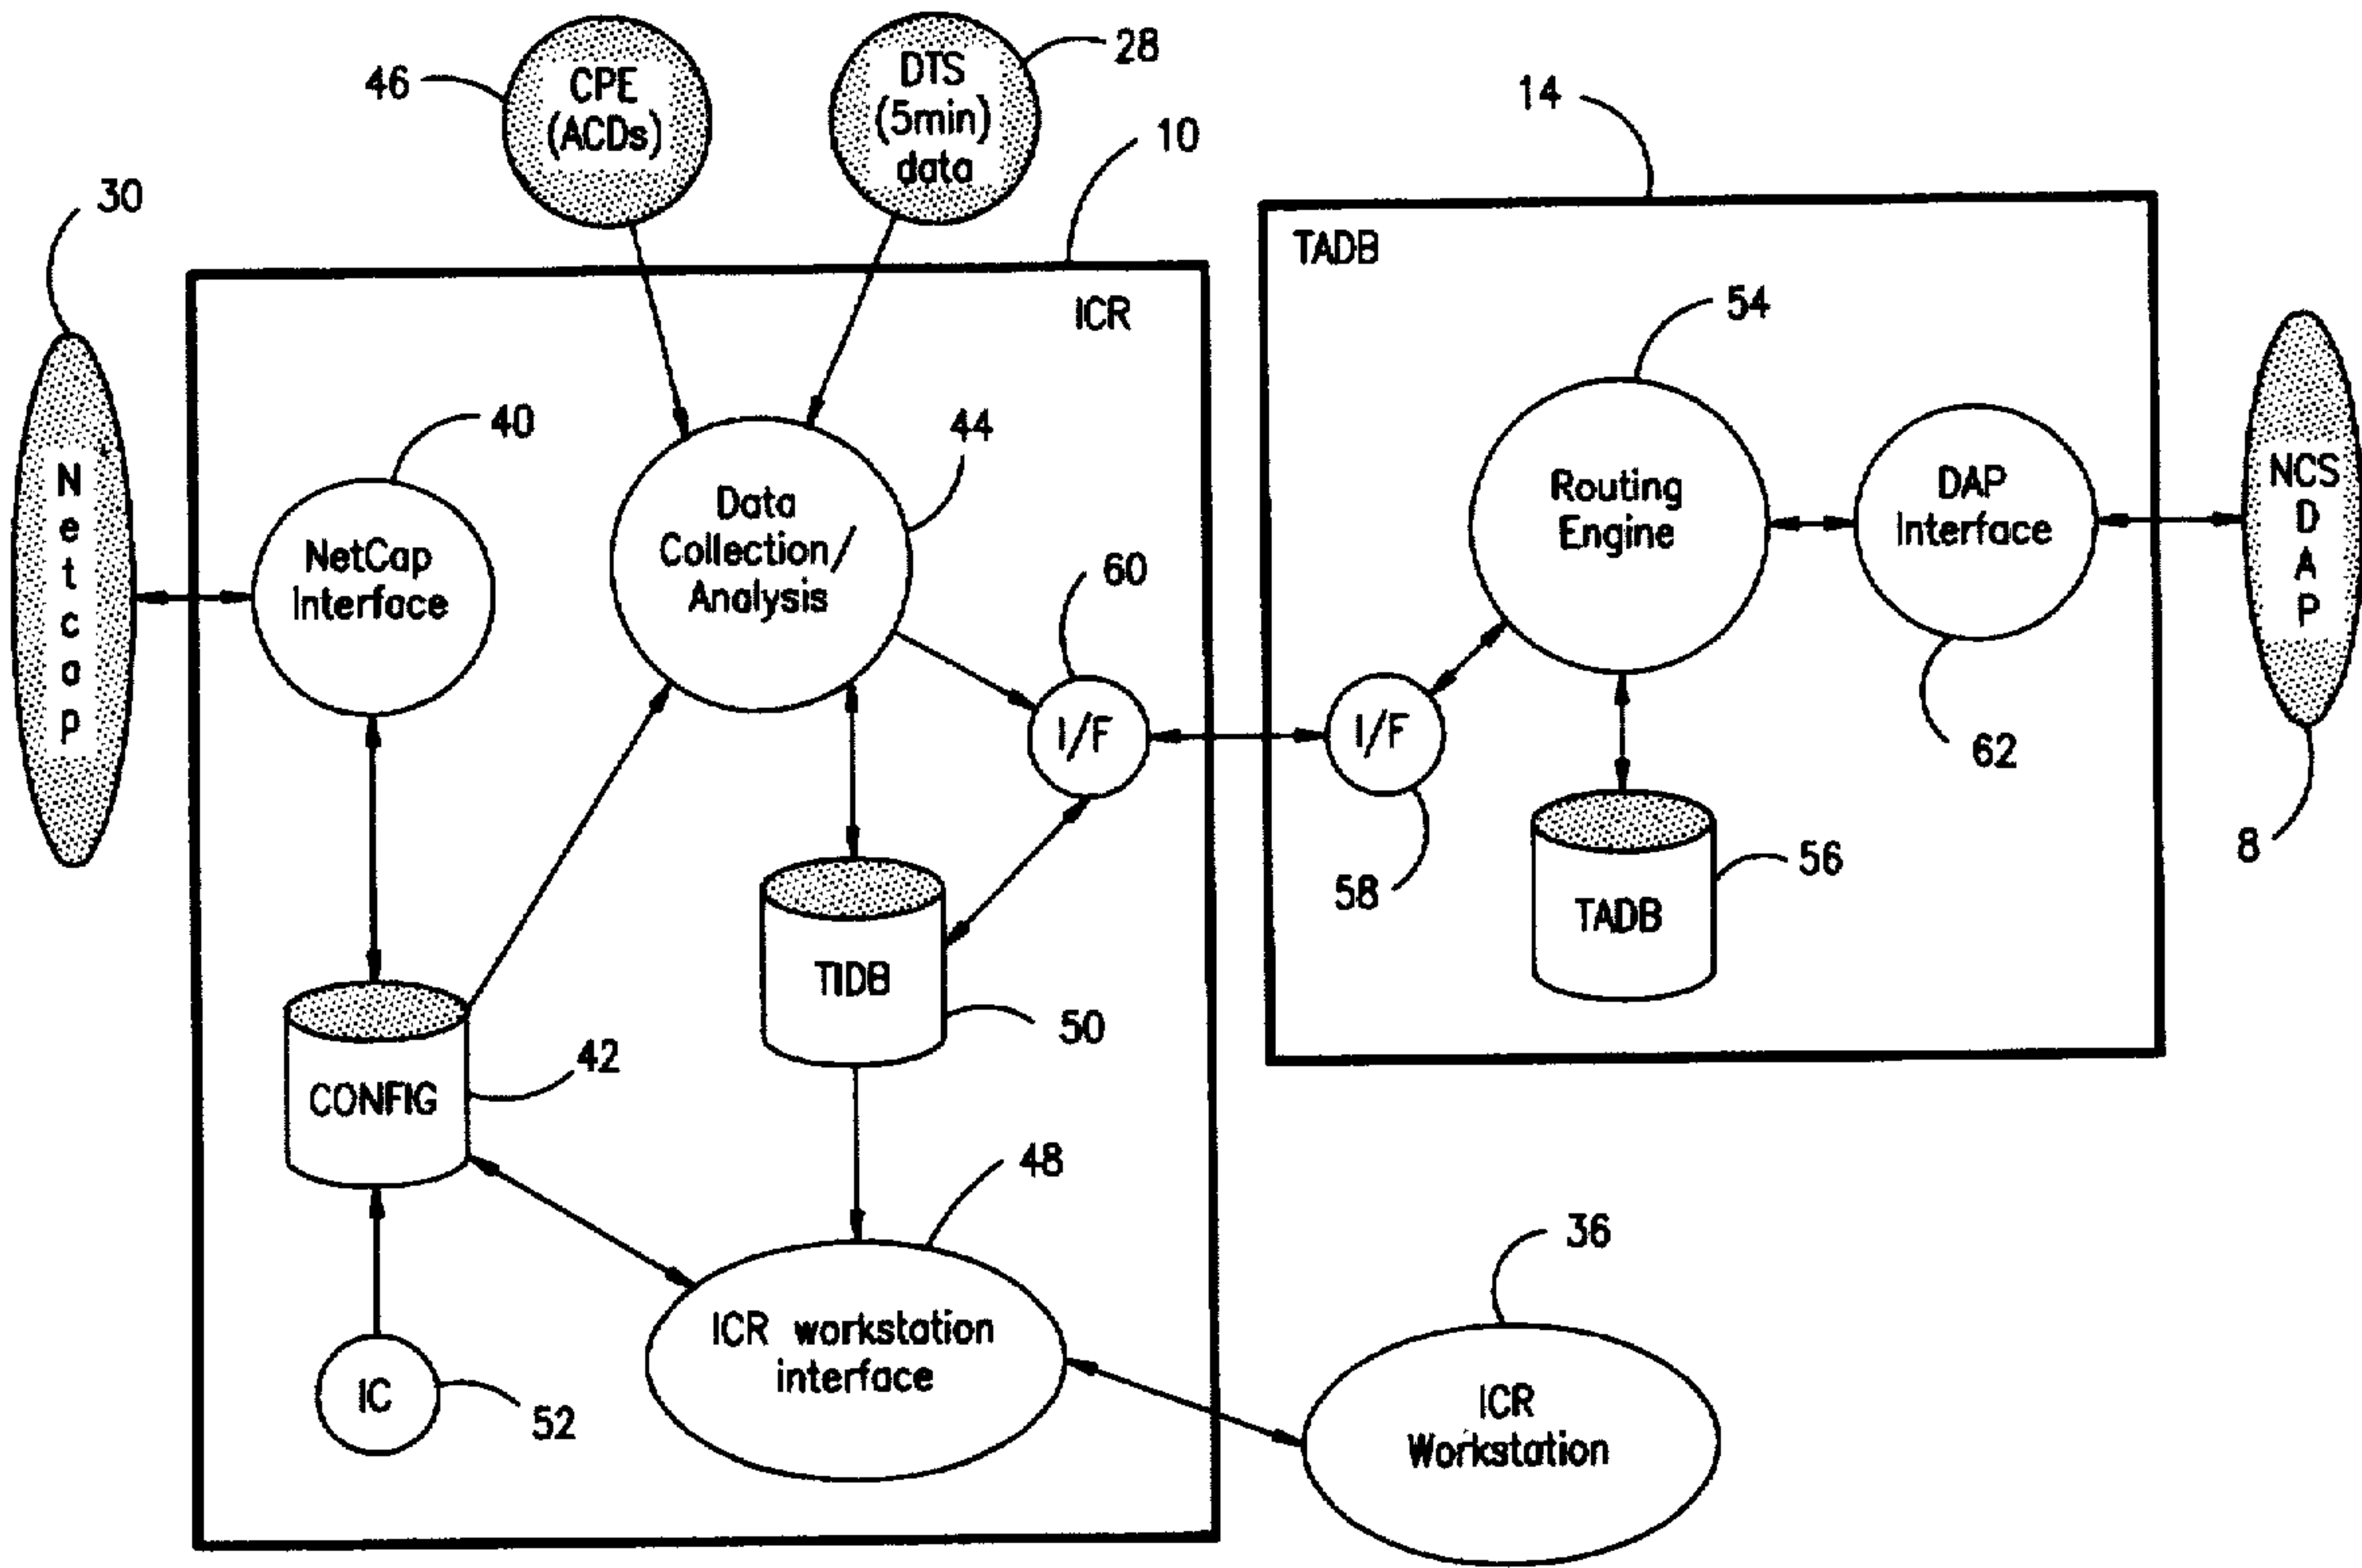 46
CPE
(ACDs)
DTS
(5min)
data
28
10
14
30
ICR
TADB
54
40
44
Netcap
NetCap
Interface
Data
Collection/
Analysis
60
Routing
Engine
DAP
Interface
NCS
DAP
I/F
I/F
62
8
58
56
TADB
TIDB
50
42
CONFIG
48
36
ICR workstation
interface
IC
52
ICR
Workstation